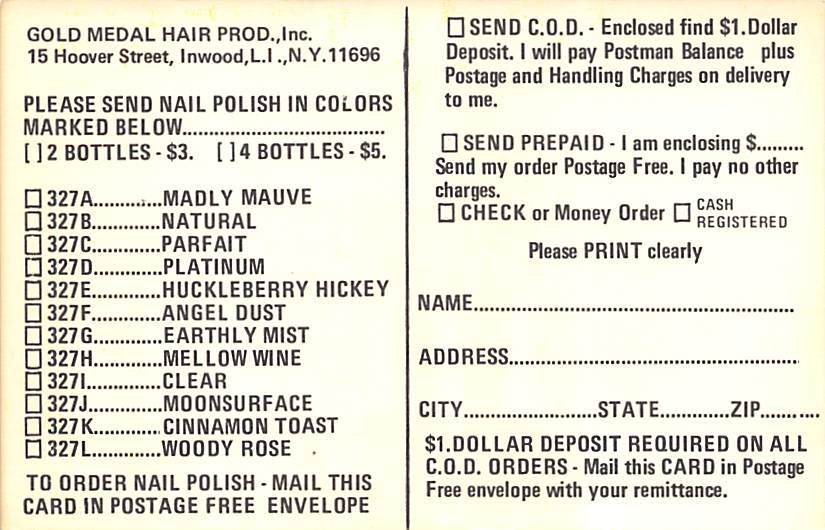 GOLD MEDAL HAIR PROD.,Inc.
15 Hoover Street, Inwood,L.I.,N.Y.11696
PLEASE SEND NAIL POLISH IN COLORS
MARKED BELOW......................................
[ ]2 BOTTLES - $3. [ ]4 BOTTLES - $5.
☐ 327A.............MADLY MAUVE
☐ 327B.............NATURAL
☐ 327C.............PARFAIT
☐ 327D.............PLATINUM
☐ 327E.............HUCKLEBERRY HICKEY
☐ 327F.............ANGEL DUST
☐ 327G.............EARTHLY MIST
☐ 327H.............MELLOW WINE
☐ 327I..............CLEAR
☐ 327J..............MOONSURFACE
☐ 327K.............CINNAMON TOAST
☐ 327L.............WOODY ROSE
TO ORDER NAIL POLISH - MAIL THIS
CARD IN POSTAGE FREE ENVELOPE
☐ SEND C.O.D. - Enclosed find $1.Dollar
Deposit. I will pay Postman Balance plus
Postage and Handling Charges on delivery
to me.
☐ SEND PREPAID - I am enclosing $.........
Send my order Postage Free. I pay no other
charges.
☐ CHECK or Money Order ☐ CASH REGISTERED
Please PRINT clearly
NAME.............................................................
ADDRESS.......................................................
CITY.........................STATE.............ZIP...........
$1.DOLLAR DEPOSIT REQUIRED ON ALL
C.O.D. ORDERS - Mail this CARD in Postage
Free envelope with your remittance.